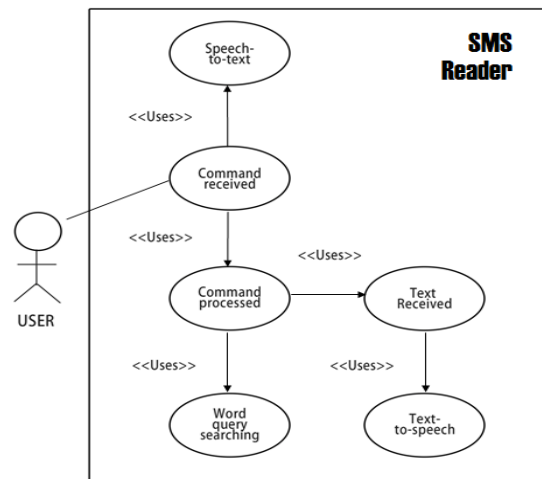 SMS
Reader
Speech-
to-text
<<Uses>>
Command
received
<<Uses>>
<<Uses>>
USER
Command
processed
Text
Received
<<Uses>>
<<Uses>>
Word
query
searching
Text-
to-speech